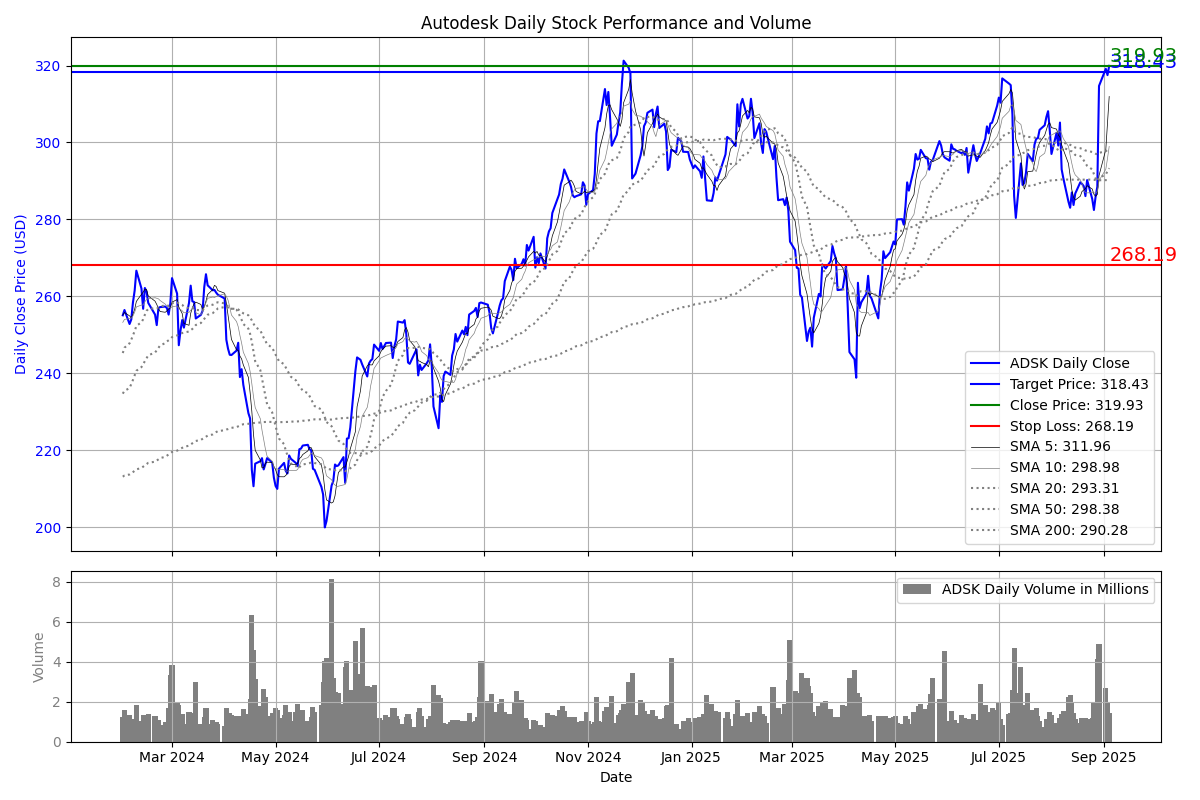 Autodesk Daily Stock Performance and Volume
319.93
318.43
268.19
Daily Close Price (USD)
320
300
280
260
240
220
200
ADSK Daily Close
Target Price: 318.43
Close Price: 319.93
Stop Loss: 268.19
SMA 5: 311.96
SMA 10: 298.98
SMA 20: 293.31
SMA 50: 298.38
SMA 200: 290.28
Volume
8
6
4
2
0
ADSK Daily Volume in Millions
Mar 2024 May 2024 Jul 2024 Sep 2024 Nov 2024 Jan 2025 Mar 2025 May 2025 Jul 2025 Sep 2025
Date